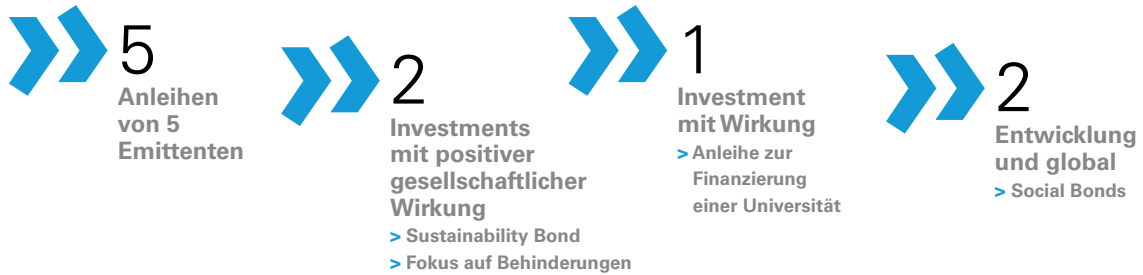 5
Anleihen
von 5
Emittenten
2
Investments
mit positiver
gesellschaftlicher
Wirkung
> Sustainability Bond
> Fokus auf Behinderungen
1
Investment
mit Wirkung
> Anleihe zur
Finanzierung
einer Universität
2
Entwicklung
und global
> Social Bonds